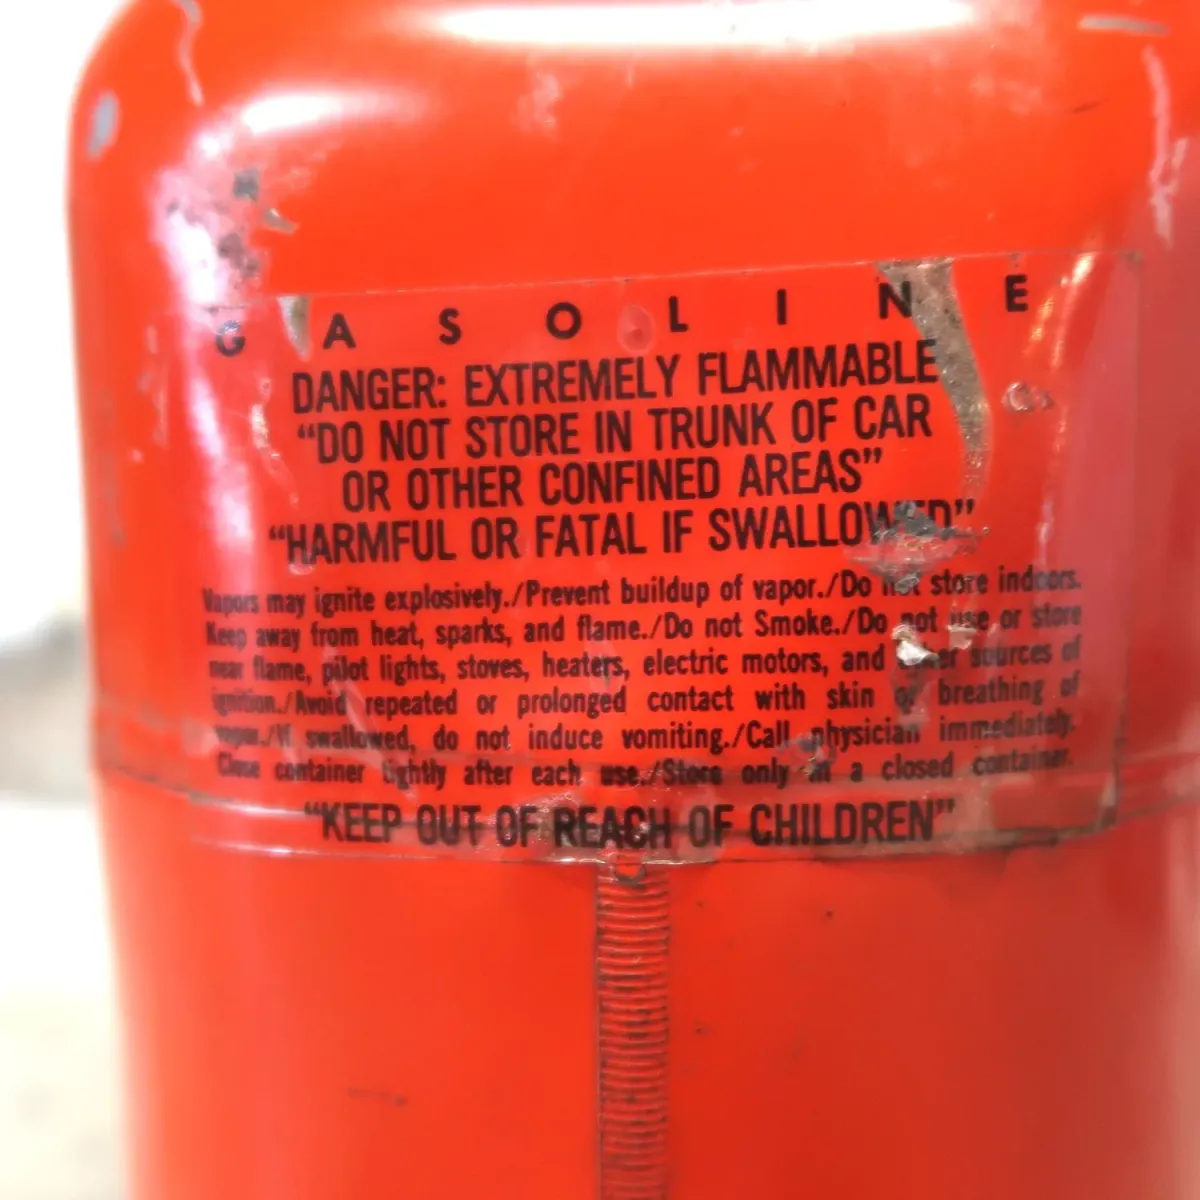 GASOLINE
DANGER: EXTREMELY FLAMMABLE
“DO NOT STORE IN TRUNK OF CAR
OR OTHER CONFINED AREAS”
“HARMFUL OR FATAL IF SWALLOWED”
Vapors may ignite explosively./Prevent buildup of vapor./Do not store indoors.
Keep away from heat, sparks, and flame./Do not Smoke./Do not use or store
near flame, pilot lights, stoves, heaters, electric motors, and other sources of
ignition./Avoid repeated or prolonged contact with skin or breathing of
vapor./If swallowed, do not induce vomiting./Call physician immediately.
Close container tightly after each use./Store only in a closed container.
“KEEP OUT OF REACH OF CHILDREN”